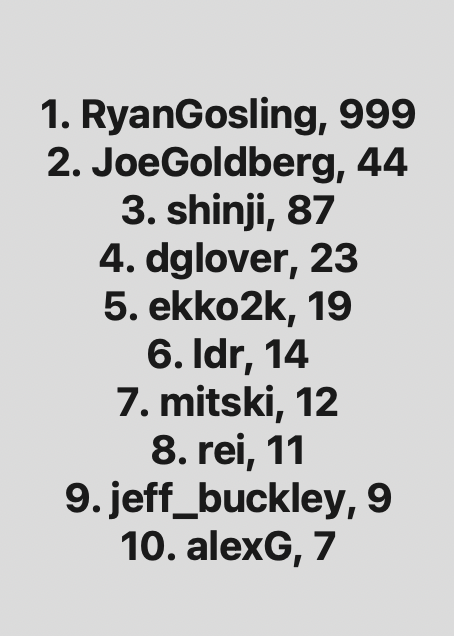 1. RyanGosling, 999
2. JoeGoldberg, 44
3. shinji, 87
4. dglover, 23
5. ekko2k, 19
6. ldr, 14
7. mitski, 12
8. rei, 11
9. jeff_buckley, 9
10. alexG, 7